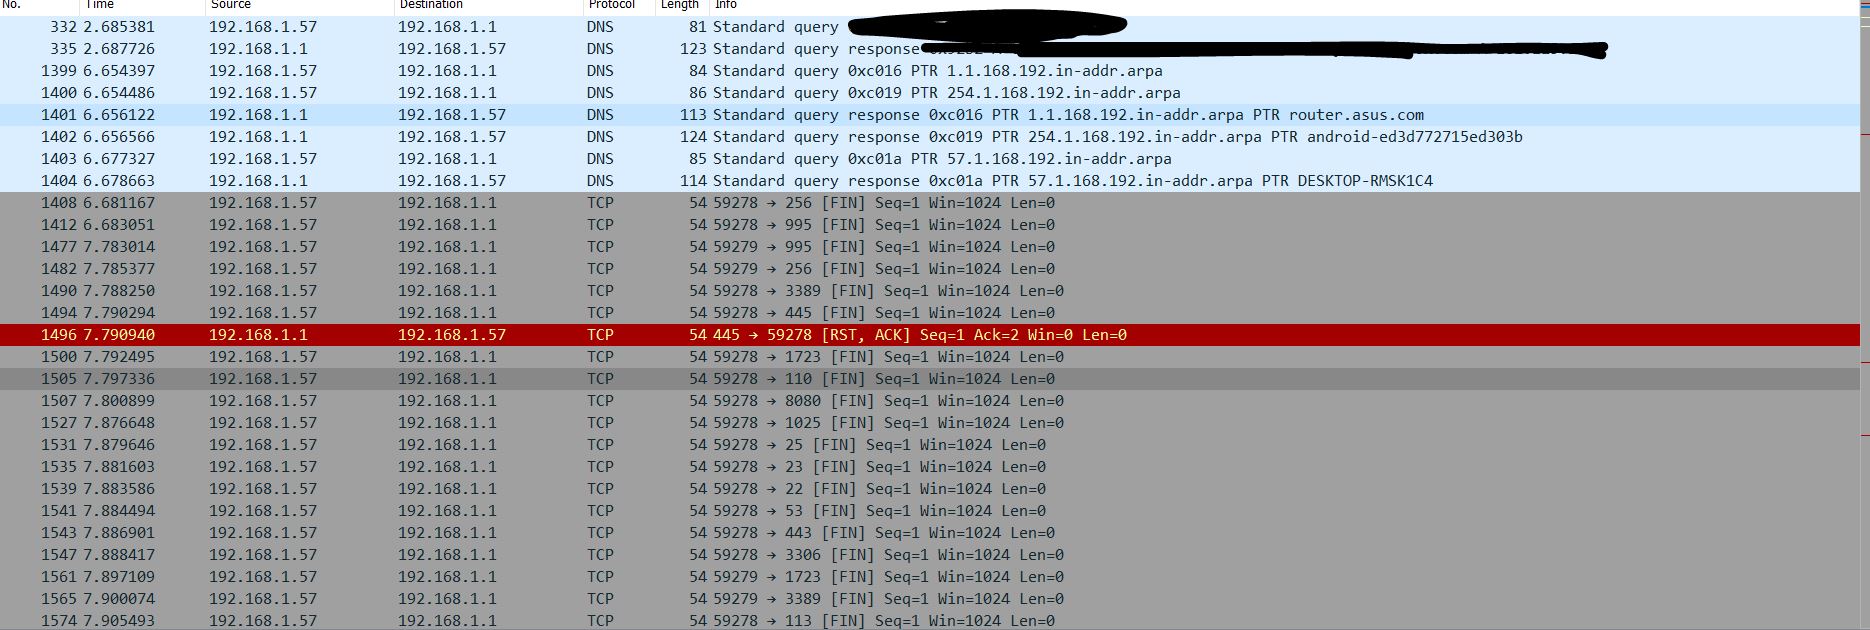 No. Time Source Destination Protocol Length Info
332 2.685381 192.168.1.57 192.168.1.1 DNS 81 Standard query
335 2.687726 192.168.1.1 192.168.1.57 DNS 123 Standard query response
1399 6.654397 192.168.1.57 192.168.1.1 DNS 84 Standard query 0xc016 PTR 1.1.168.192.in-addr.arpa
1400 6.654486 192.168.1.57 192.168.1.1 DNS 86 Standard query 0xc019 PTR 254.1.168.192.in-addr.arpa
1401 6.656122 192.168.1.1 192.168.1.57 DNS 113 Standard query response 0xc016 PTR 1.1.168.192.in-addr.arpa PTR router.asus.com
1402 6.656566 192.168.1.1 192.168.1.57 DNS 124 Standard query response 0xc019 PTR 254.1.168.192.in-addr.arpa PTR android-ed3d772715ed303b
1403 6.677327 192.168.1.57 192.168.1.1 DNS 85 Standard query 0xc01a PTR 57.1.168.192.in-addr.arpa
1404 6.678663 192.168.1.1 192.168.1.57 DNS 114 Standard query response 0xc01a PTR 57.1.168.192.in-addr.arpa PTR DESKTOP-RMSK1C4
1408 6.681167 192.168.1.57 192.168.1.1 TCP 54 59278 → 256 [FIN] Seq=1 Win=1024 Len=0
1412 6.683051 192.168.1.57 192.168.1.1 TCP 54 59278 → 995 [FIN] Seq=1 Win=1024 Len=0
1477 7.783014 192.168.1.57 192.168.1.1 TCP 54 59279 → 995 [FIN] Seq=1 Win=1024 Len=0
1482 7.785377 192.168.1.57 192.168.1.1 TCP 54 59279 → 256 [FIN] Seq=1 Win=1024 Len=0
1490 7.788250 192.168.1.57 192.168.1.1 TCP 54 59278 → 3389 [FIN] Seq=1 Win=1024 Len=0
1494 7.790294 192.168.1.57 192.168.1.1 TCP 54 59278 → 445 [FIN] Seq=1 Win=1024 Len=0
1496 7.790940 192.168.1.1 192.168.1.57 TCP 54 445 → 59278 [RST, ACK] Seq=1 Ack=2 Win=0 Len=0
1500 7.792495 192.168.1.57 192.168.1.1 TCP 54 59278 → 1723 [FIN] Seq=1 Win=1024 Len=0
1505 7.797336 192.168.1.57 192.168.1.1 TCP 54 59278 → 110 [FIN] Seq=1 Win=1024 Len=0
1507 7.800899 192.168.1.57 192.168.1.1 TCP 54 59278 → 8080 [FIN] Seq=1 Win=1024 Len=0
1527 7.876648 192.168.1.57 192.168.1.1 TCP 54 59278 → 1025 [FIN] Seq=1 Win=1024 Len=0
1531 7.879646 192.168.1.57 192.168.1.1 TCP 54 59278 → 25 [FIN] Seq=1 Win=1024 Len=0
1535 7.881603 192.168.1.57 192.168.1.1 TCP 54 59278 → 23 [FIN] Seq=1 Win=1024 Len=0
1539 7.883586 192.168.1.57 192.168.1.1 TCP 54 59278 → 22 [FIN] Seq=1 Win=1024 Len=0
1541 7.884494 192.168.1.57 192.168.1.1 TCP 54 59278 → 53 [FIN] Seq=1 Win=1024 Len=0
1543 7.886901 192.168.1.57 192.168.1.1 TCP 54 59278 → 443 [FIN] Seq=1 Win=1024 Len=0
1547 7.888417 192.168.1.57 192.168.1.1 TCP 54 59278 → 3306 [FIN] Seq=1 Win=1024 Len=0
1561 7.897109 192.168.1.57 192.168.1.1 TCP 54 59279 → 1723 [FIN] Seq=1 Win=1024 Len=0
1565 7.900074 192.168.1.57 192.168.1.1 TCP 54 59279 → 3389 [FIN] Seq=1 Win=1024 Len=0
1574 7.905493 192.168.1.57 192.168.1.1 TCP 54 59278 → 113 [FIN] Seq=1 Win=1024 Len=0